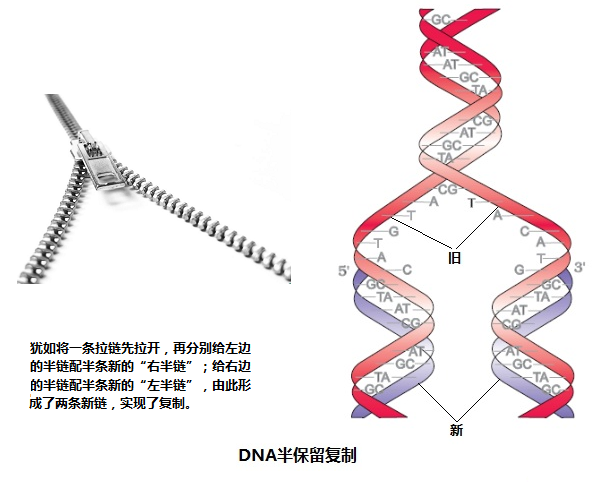 GC
AT
AT
GC
TA
CG
AT
GC
TA
CG
A T
T A
G C
旧
T A
A T
5' C G 3'
GC GC
TA TA
AT AT
CG CG
AT AT
GC GC
TA TA
GC GC
新
犹如将一条拉链先拉开，再分别给左边
的半链配半条新的“右半链”；给右边
的半链配半条新的“左半链”，由此形
成了两条新链，实现了复制。
DNA半保留复制